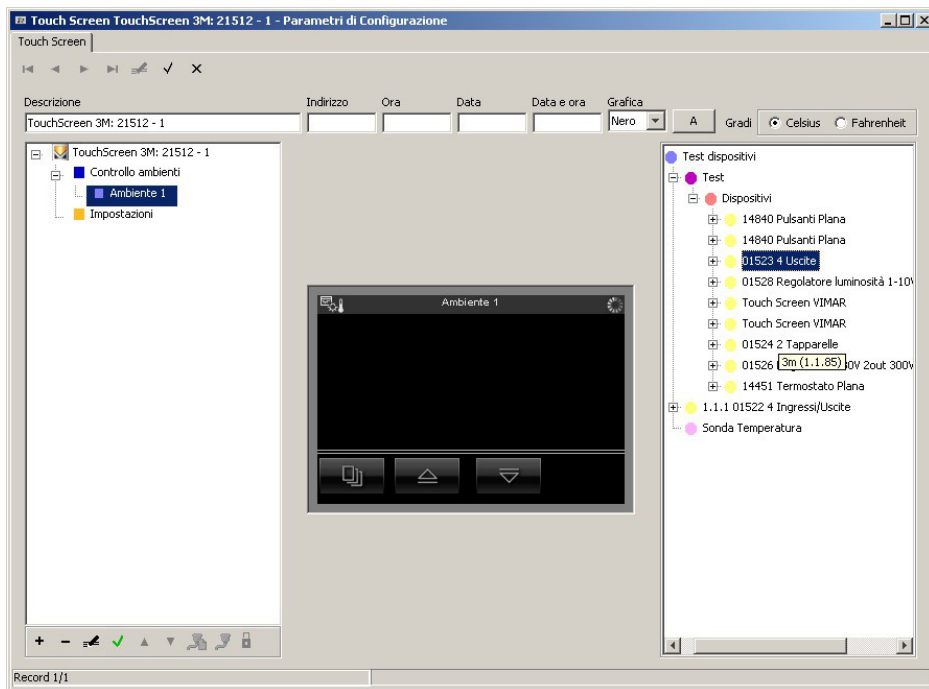 Touch Screen TouchScreen 3M: 21512 - 1 - Parametri di Configurazione
Touch Screen
Descrizione
Indirizzo
Ora
Data
Data e ora
Grafica
TouchScreen 3M: 21512 - 1
Nero
A
Gradi
Celsius
Fahrenheit
TouchScreen 3M: 21512 - 1
Controllo ambienti
Ambiente 1
Impostazioni
Ambiente 1
Test dispositivi
Test
Dispositivi
14840 Pulsanti Plana
14840 Pulsanti Plana
01523 4 Uscite
01528 Regolatore luminosità 1-10V
Touch Screen VIMAR
Touch Screen VIMAR
01524 2 Tapparelle
01526
3m (1.1.85)
0V 2out 300V
14451 Termostato Plana
1.1.1 01522 4 Ingressi/Uscite
Sonda Temperatura
Record 1/1